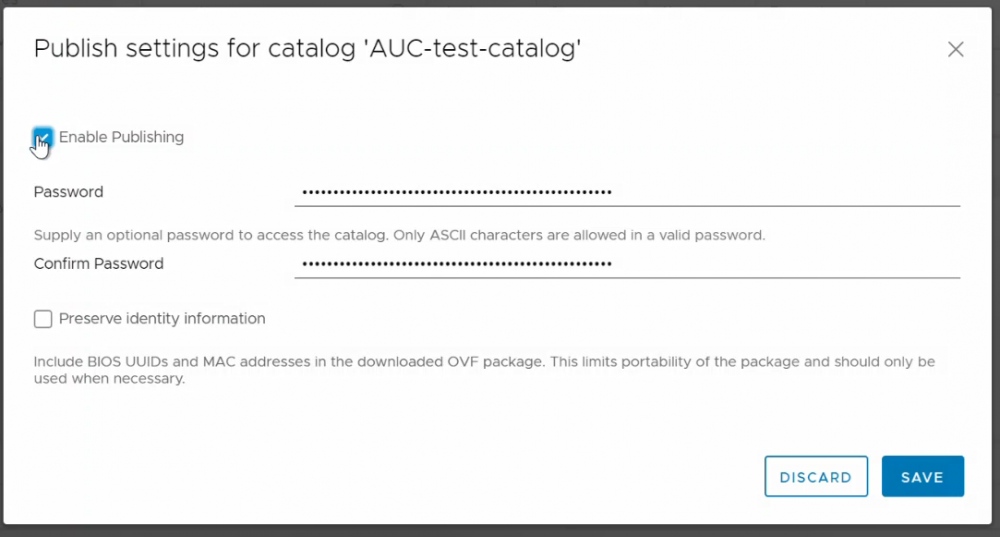 Publish settings for catalog 'AUC-test-catalog'
Enable Publishing
Password ••••••••••••••••••••••••••••••••••••••••••••••••••
Supply an optional password to access the catalog. Only ASCII characters are allowed in a valid password.
Confirm Password ••••••••••••••••••••••••••••••••••••••••••••••••••
Preserve identity information
Include BIOS UUIDs and MAC addresses in the downloaded OVF package. This limits portability of the package and should only be
used when necessary.
DISCARD SAVE